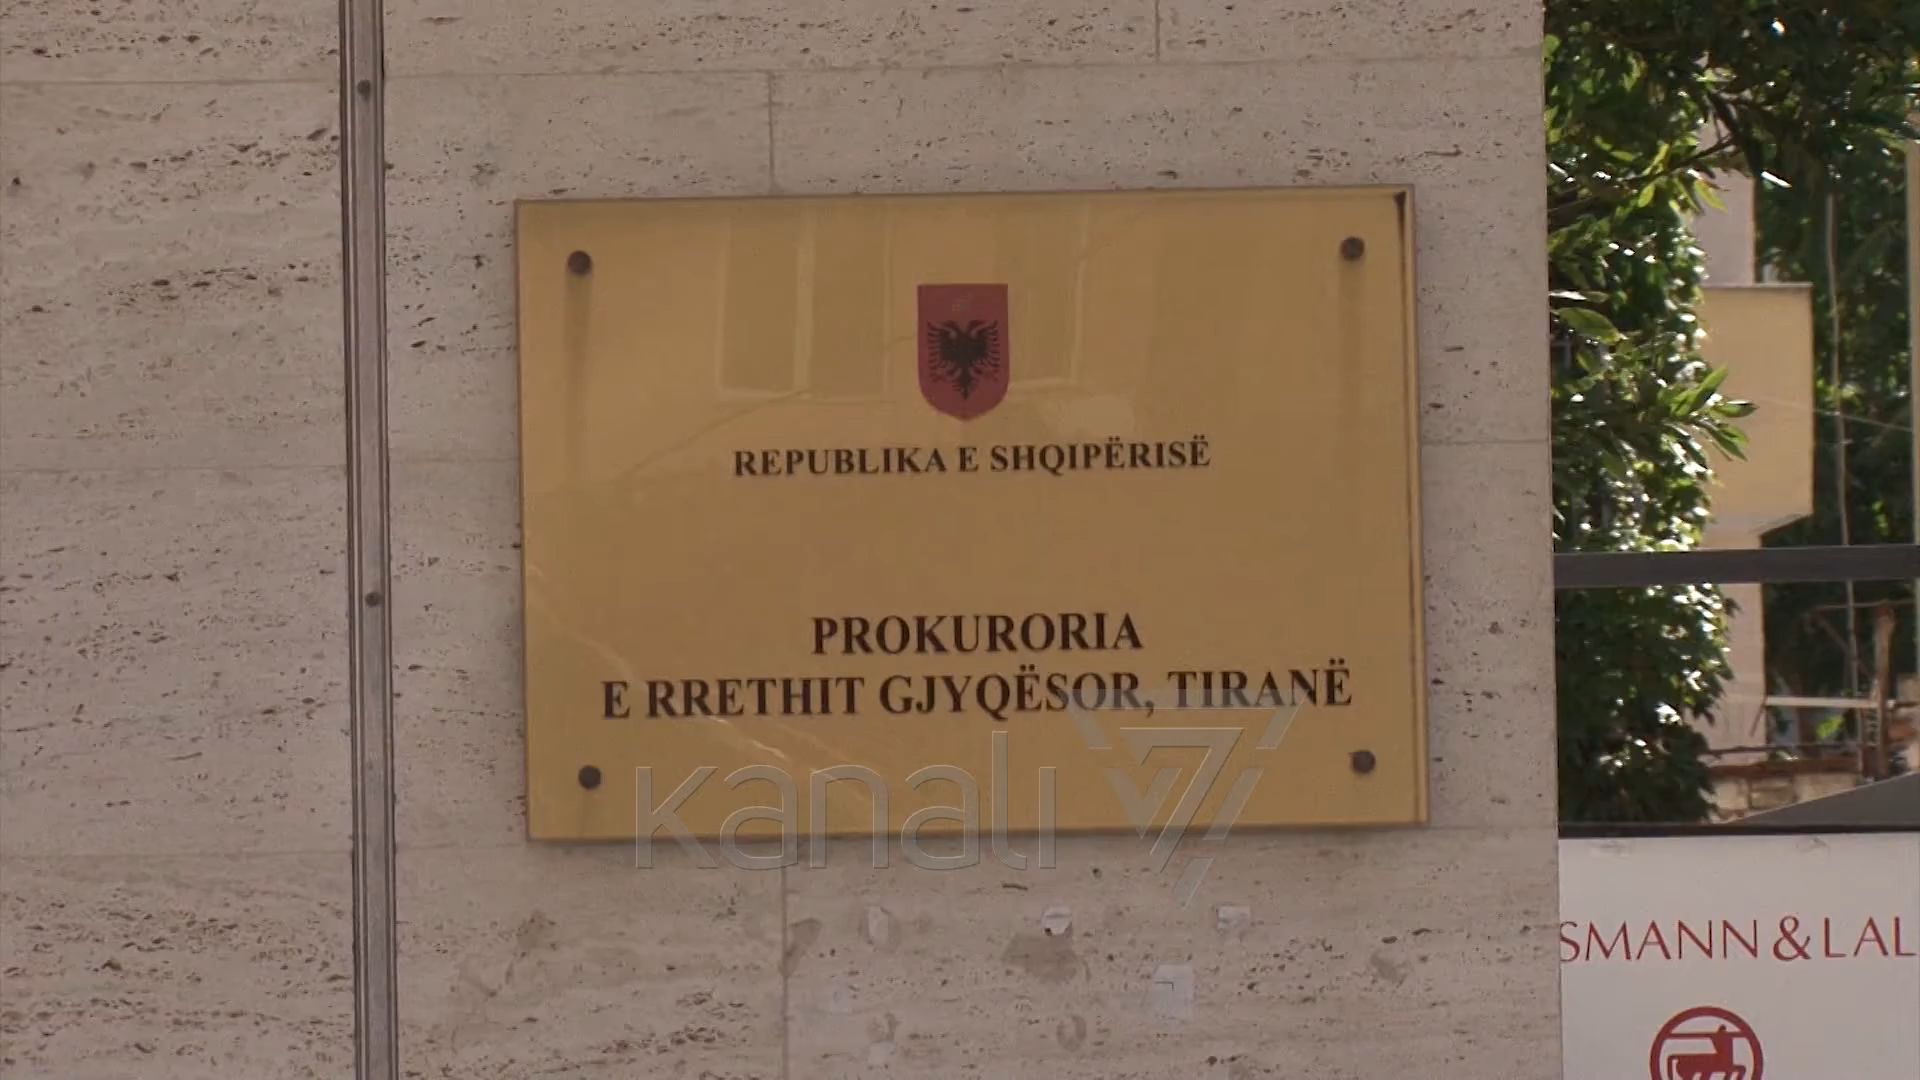 REPUBLIKA E SHQIPËRISË
PROKURORIA
E RRETHIT GJYQËSOR, TIRANË
kanali 7
SMANN & LAL